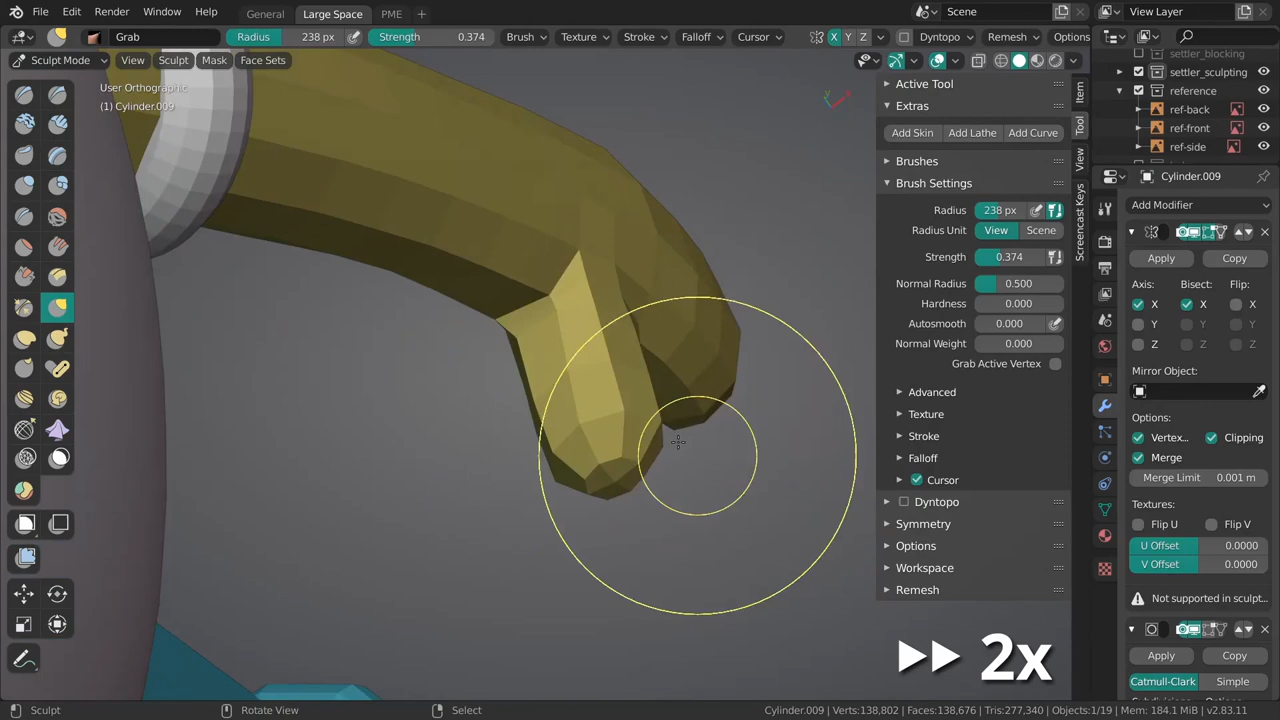 File Edit Render Window Help General Large Space PME + Scene View Layer
Grab Radius 238 px Strength 0.374 Brush Texture Stroke Falloff Cursor X Y Z Dyntopo Remesh Options
Sculpt Mode View Sculpt Mask Face Sets
User Orthographic
(1) Cylinder.009
Active Tool
Extras
Add Skin Add Lathe Add Curve
Brushes
Brush Settings
Radius 238 px
Radius Unit View Scene
Strength 0.374
Normal Radius 0.500
Hardness 0.000
Autosmooth 0.000
Normal Weight 0.000
Grab Active Vertex
Advanced
Texture
Stroke
Falloff
Cursor
Dyntopo
Symmetry
Options
Workspace
Remesh
Item
Tool
View
Screencast Keys
settler_blocking
settler_sculpting
reference
ref-back
ref-front
ref-side
Cylinder.009
Add Modifier
Apply Copy
Axis: Bisect: Flip:
X X X
Y Y Y
Z Z Z
Mirror Object:
Options:
Vertex... Clipping
Merge
Merge Limit 0.001 m
Textures:
Flip U Flip V
U Offset 0.0000
V Offset 0.0000
Not supported in sculpt...
Apply Copy
Catmull-Clark Simple
2x
Sculpt Rotate View Select Cylinder.009 | Verts:138,802 | Faces:138,676 | Tris:277,340 | Objects:1/19 | Mem: 184.1 MiB | v2.83.11